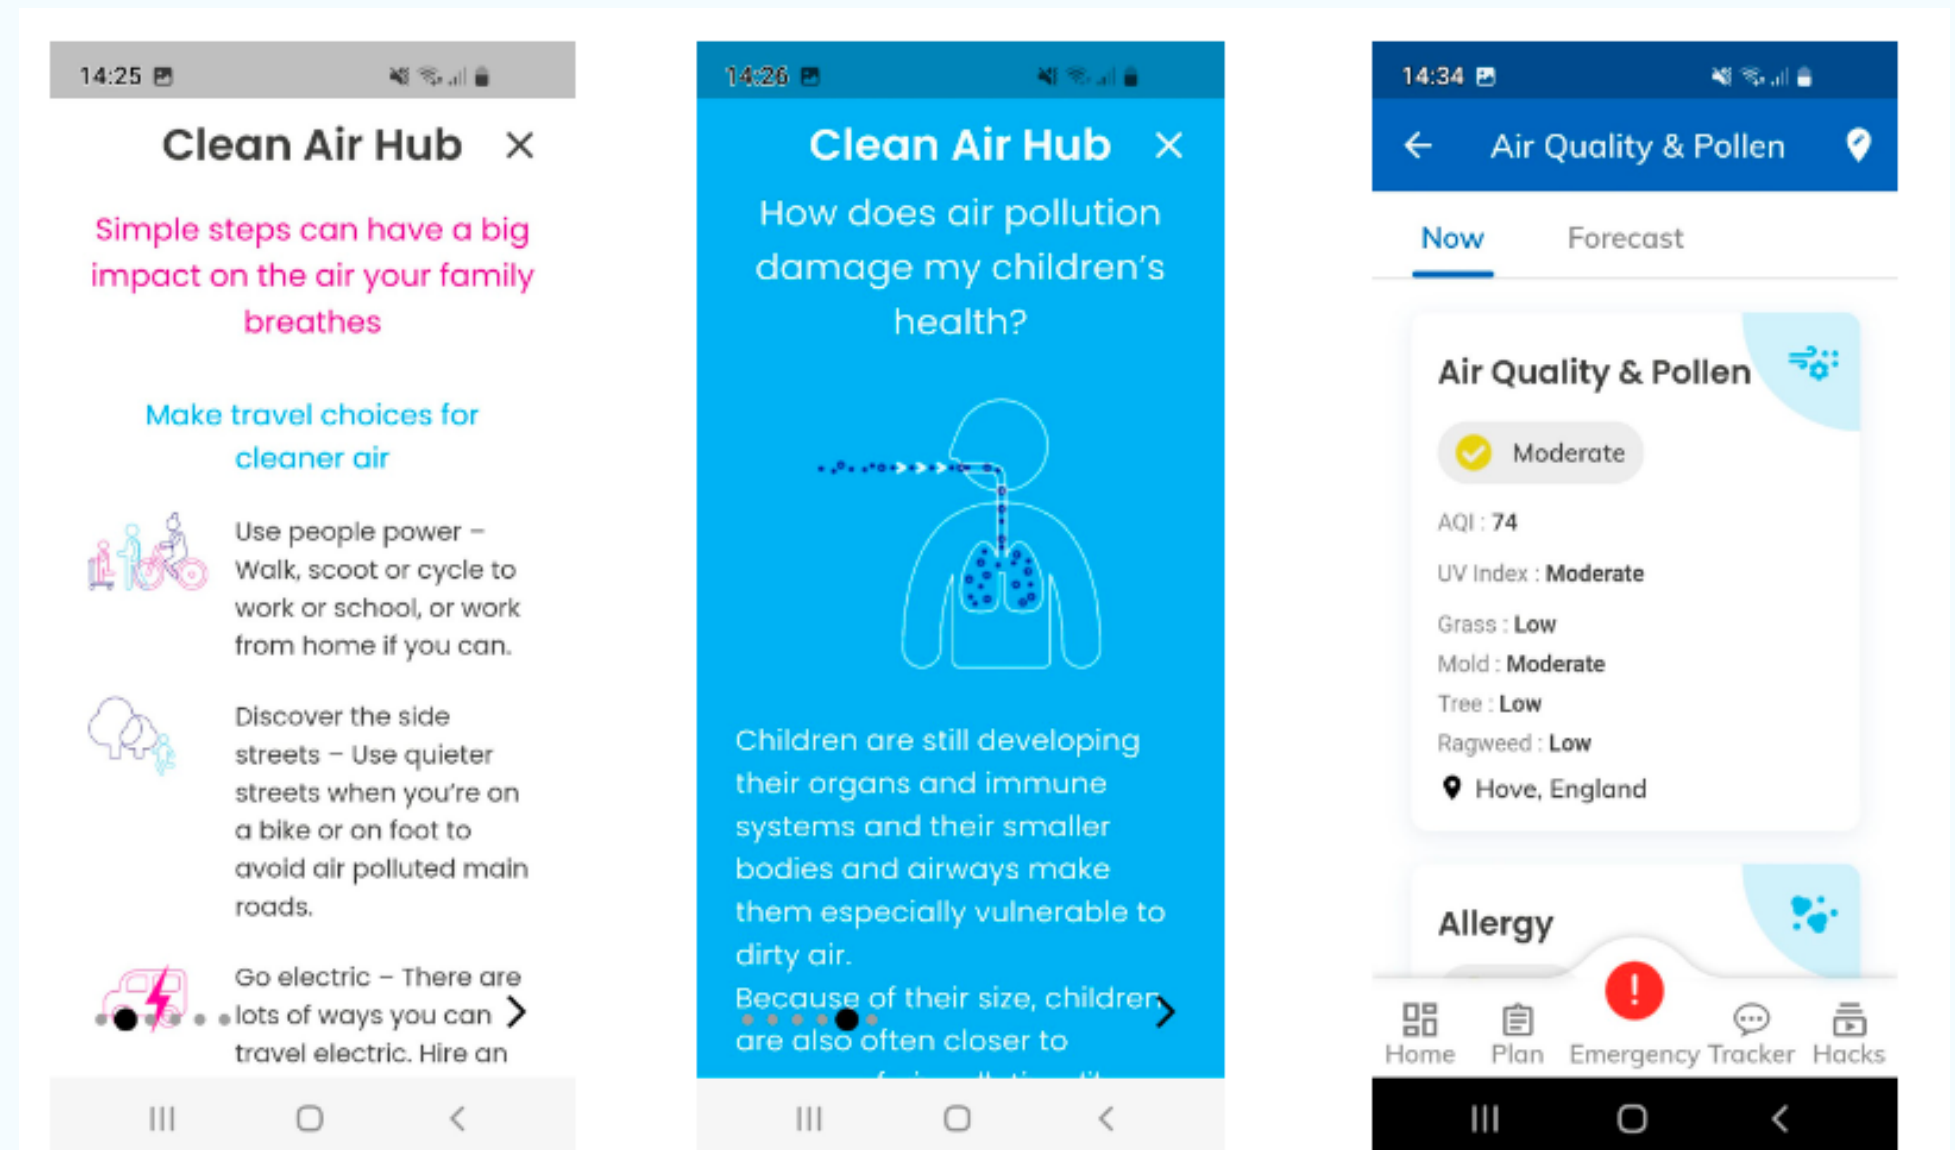 14:25
Clean Air Hub
Simple steps can have a big
impact on the air your family
breathes
Make travel choices for
cleaner air
Use people power –
Walk, scoot or cycle to
work or school, or work
from home if you can.
Discover the side
streets – Use quieter
streets when you're on
a bike or on foot to
avoid air polluted main
roads.
Go electric – There are
lots of ways you can
travel electric. Hire an
14:26
Clean Air Hub
How does air pollution
damage my children's
health?
Children are still developing
their organs and immune
systems and their smaller
bodies and airways make
them especially vulnerable to
dirty air.
Because of their size, children
are also often closer to
14:34
Air Quality & Pollen
Now
Forecast
Air Quality & Pollen
Moderate
AQI : 74
UV Index : Moderate
Grass : Low
Mold : Moderate
Tree : Low
Ragweed : Low
Hove, England
Allergy
Home
Plan
Emergency
Tracker
Hacks